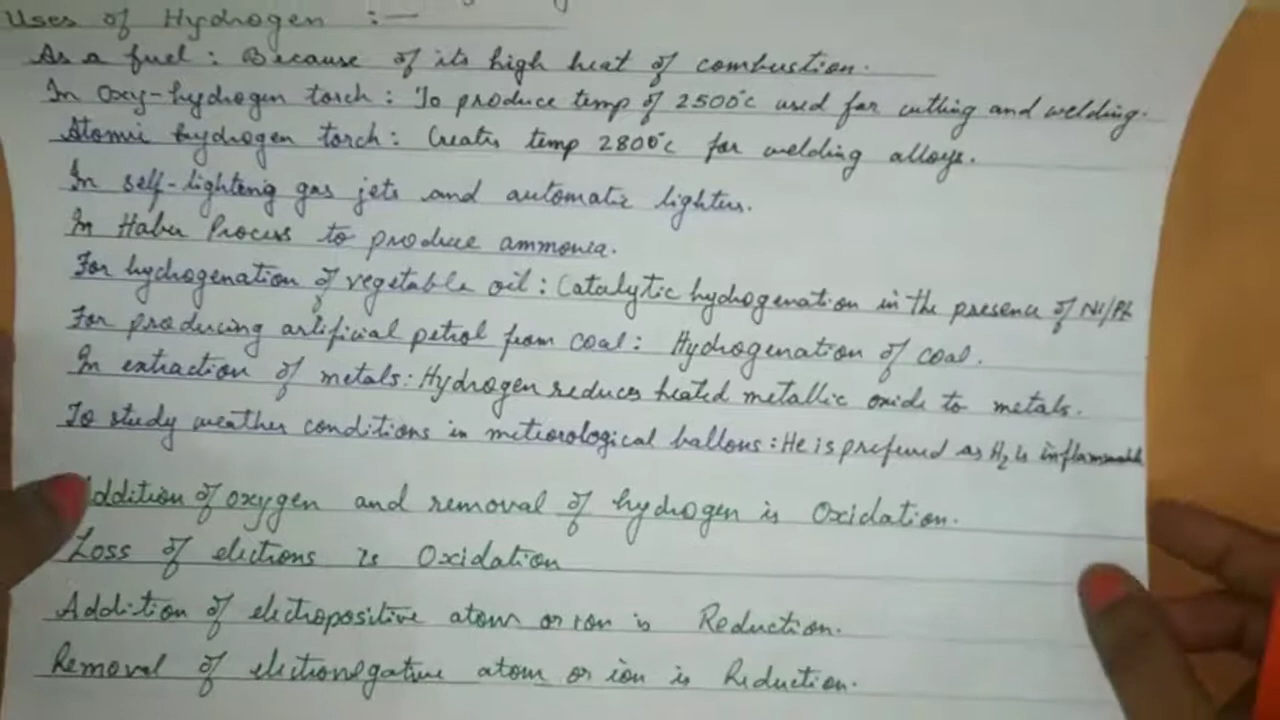 Uses of Hydrogen :—
As a fuel : Because of its high heat of combustion.
In Oxy-hydrogen torch : To produce temp of 2500°c used for cutting and welding.
Atomic hydrogen torch : Creates temp 2800°c for welding alloys.
In self-lighting gas jets and automatic lighters.
In Haber Process to produce ammonia.
For hydrogenation of vegetable oil : Catalytic hydrogenation in the presence of Ni/Pt
For producing artificial petrol from coal : Hydrogenation of coal.
In extraction of metals : Hydrogen reduces heated metallic oxide to metals.
To study weather conditions in meteorological ballons : He is preferred as H₂ is inflammable
Addition of oxygen and removal of hydrogen is Oxidation.
Loss of electrons is Oxidation
Addition of electropositive atom or ion is Reduction.
Removal of electronegative atom or ion is Reduction.